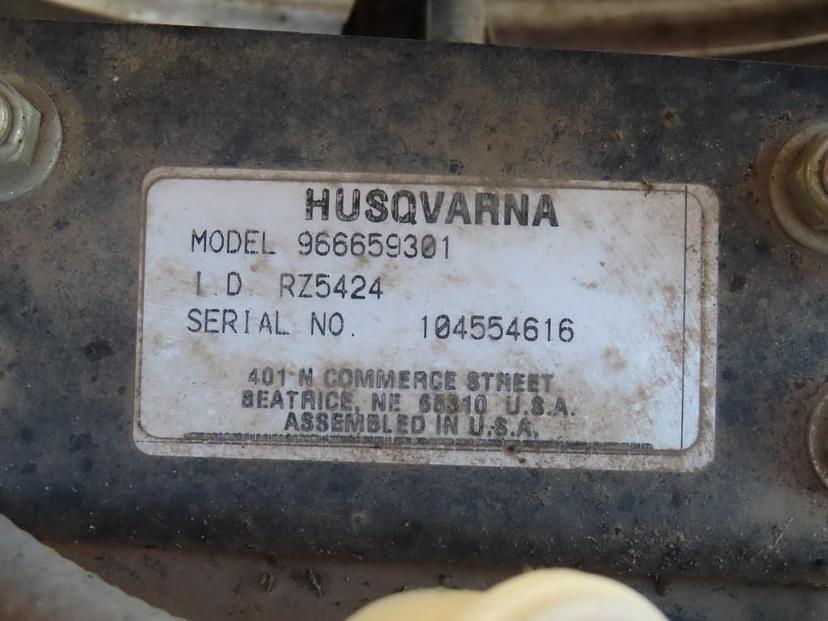 HUSQVARNA
MODEL 966659301
I.D RZ5424
SERIAL NO. 104554616
401 N COMMERCE STREET
BEATRICE, NE 68310 U.S.A.
ASSEMBLED IN U.S.A.